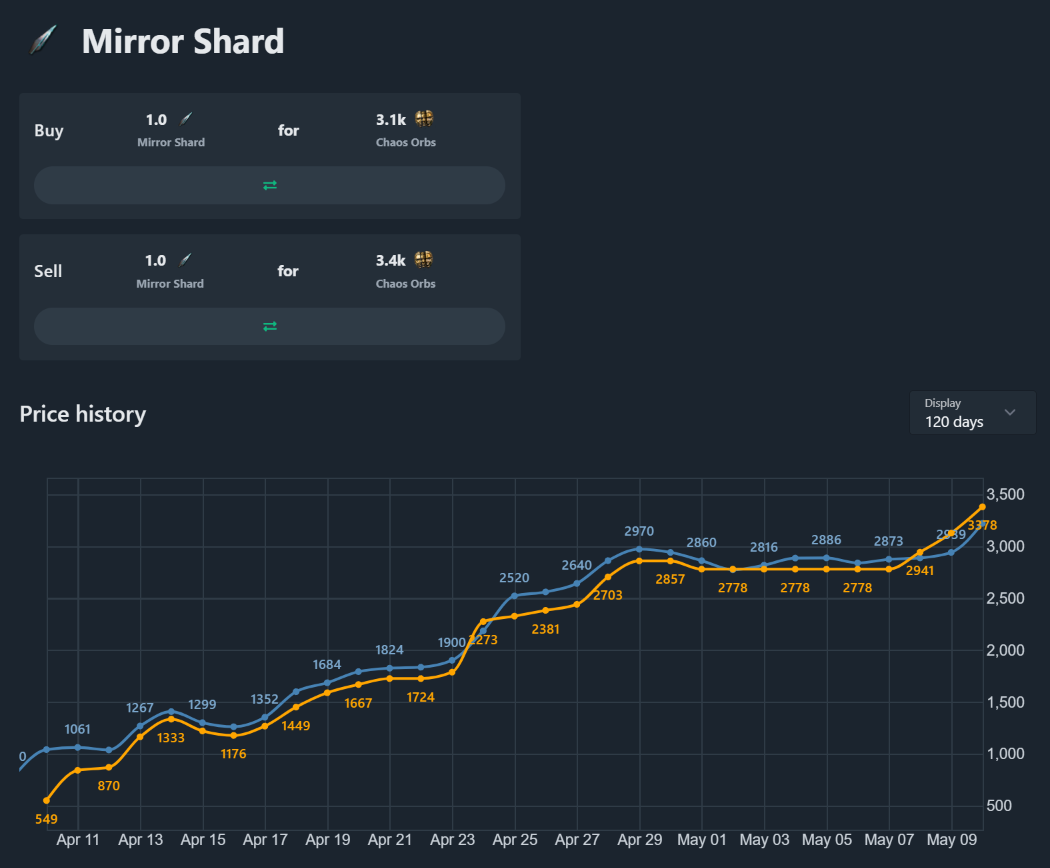 Mirror Shard
Buy
1.0
Mirror Shard
for
3.1k
Chaos Orbs
Sell
1.0
Mirror Shard
for
3.4k
Chaos Orbs
Price history
Display
120 days
3,500
3,000
2,500
2,000
1,500
1,000
500
0
1061
1267
1299
1352
1684
1824
1900
2520
2640
2970
2860
2816
2886
2873
2939
549
870
1333
1176
1449
1667
1724
2273
2381
2703
2857
2778
2778
2778
2941
3378
Apr 11
Apr 13
Apr 15
Apr 17
Apr 19
Apr 21
Apr 23
Apr 25
Apr 27
Apr 29
May 01
May 03
May 05
May 07
May 09